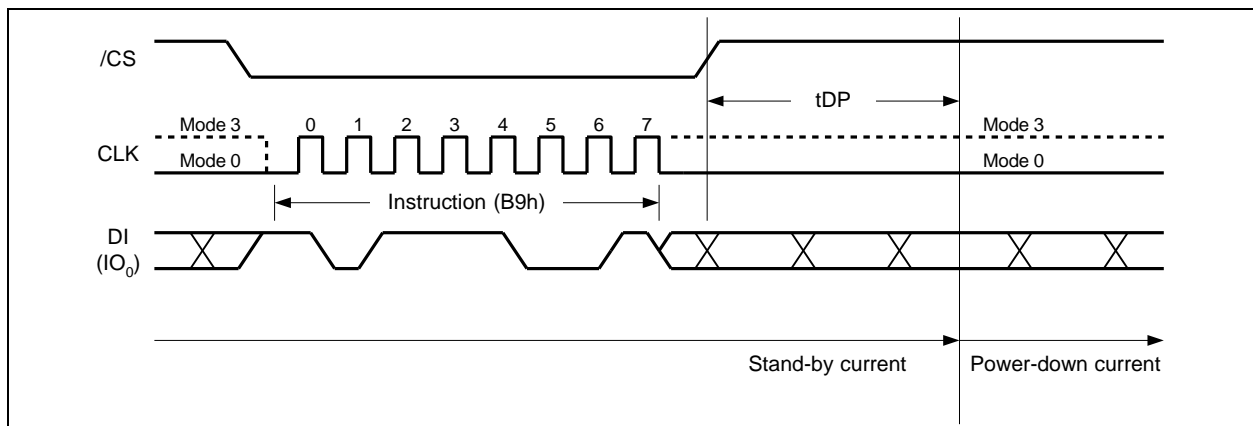 /CS
tDP
Mode 3
0 1 2 3 4 5 6 7
Mode 3
CLK
Mode 0
Mode 0
Instruction (B9h)
DI
(IO0)
Stand-by current
Power-down current